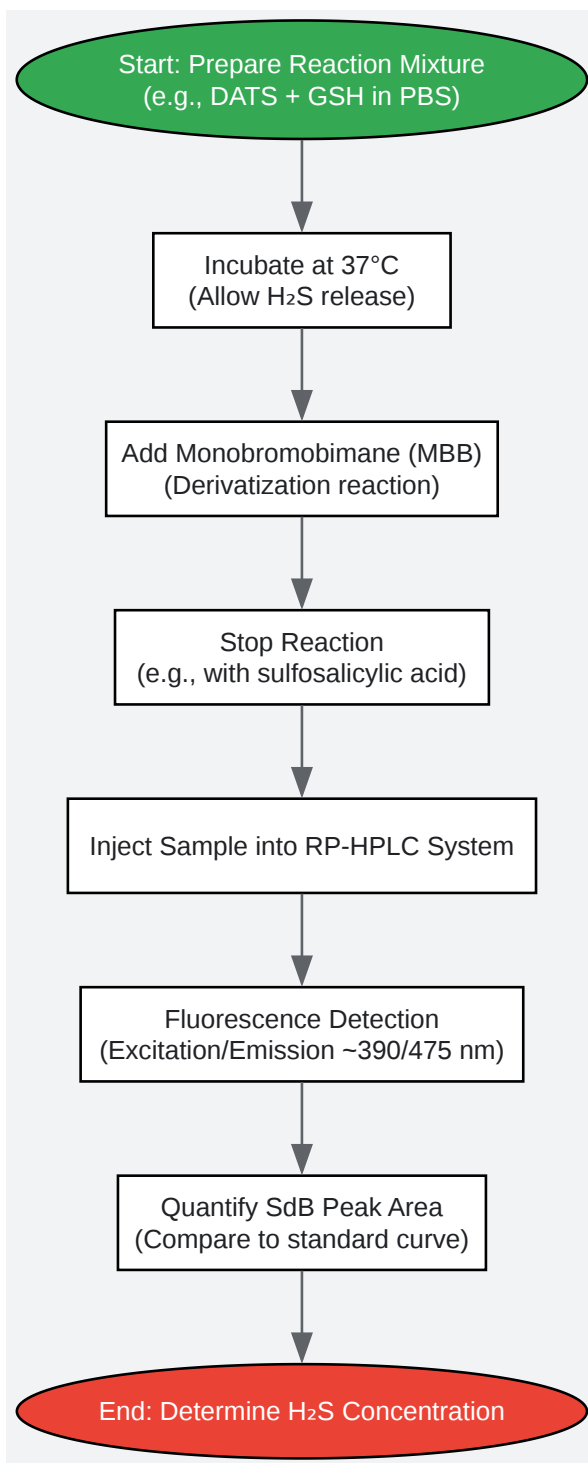 Start: Prepare Reaction Mixture
(e.g., DATS + GSH in PBS)
Incubate at 37°C
(Allow H₂S release)
Add Monobromobimane (MBB)
(Derivatization reaction)
Stop Reaction
(e.g., with sulfosalicylic acid)
Inject Sample into RP-HPLC System
Fluorescence Detection
(Excitation/Emission ~390/475 nm)
Quantify SdB Peak Area
(Compare to standard curve)
End: Determine H₂S Concentration